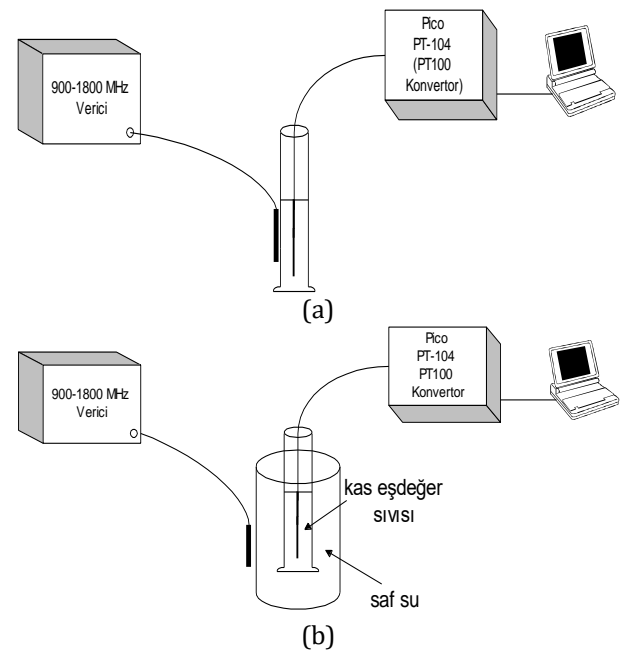 900-1800 MHz
Verici
Pico
PT-104
(PT100
Konvertor)
(a)
900-1800 MHz
Verici
Pico
PT-104
PT100
Konvertor
kas eşdeğer
sıvısı
saf su
(b)